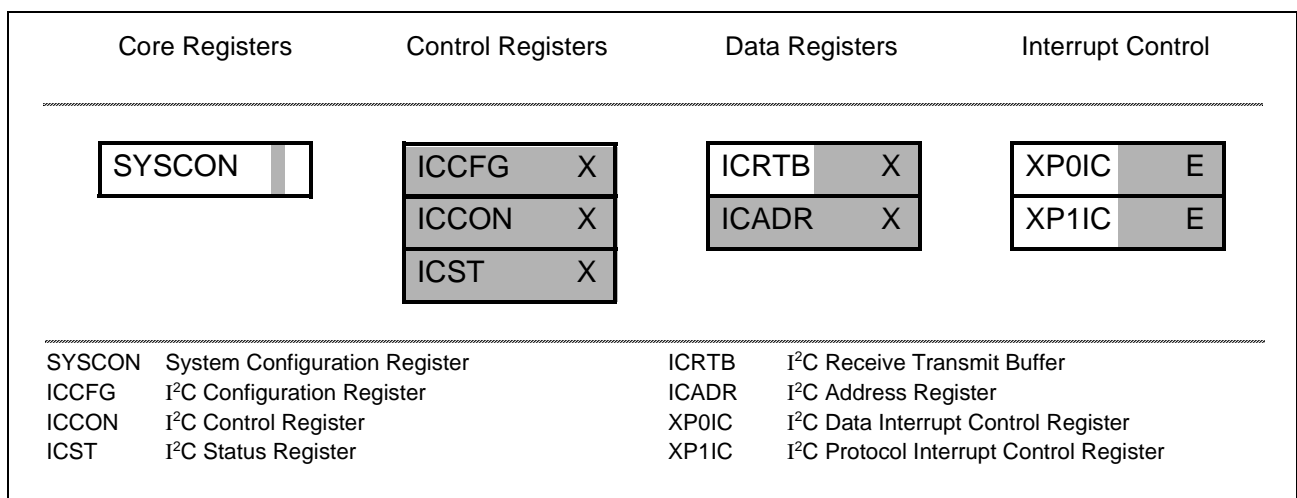 Core Registers Control Registers Data Registers Interrupt Control
SYSCON ICCFG X ICRTB X XP0IC E
ICCON X ICADR X XP1IC E
ICST X
SYSCON System Configuration Register ICRTB I²C Receive Transmit Buffer
ICCFG I²C Configuration Register ICADR I²C Address Register
ICCON I²C Control Register XP0IC I²C Data Interrupt Control Register
ICST I²C Status Register XP1IC I²C Protocol Interrupt Control Register